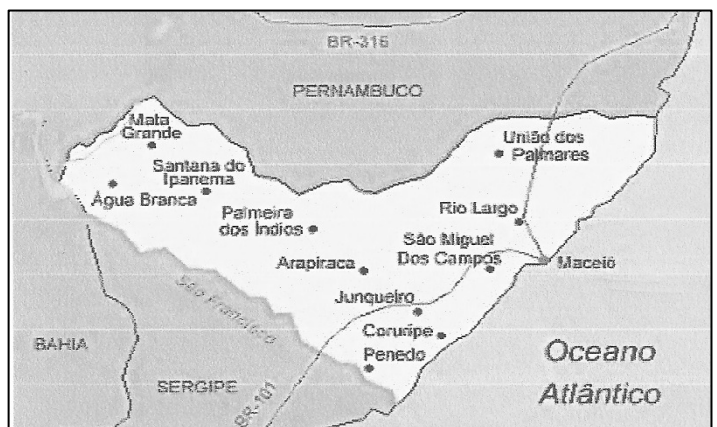 BR-316
PERNAMBUCO
Mata
Grande
União dos
Palmares
Santana do
Ipanema
Água Branca
Palmeira
dos Índios
Rio Largo
São Miguel
Dos Campos
Maceió
Arapiraca
Junqueiro
São Francisco
Coruripe
Penedo
BAHIA
SERGIPE
BR-101
Oceano
Atlântico